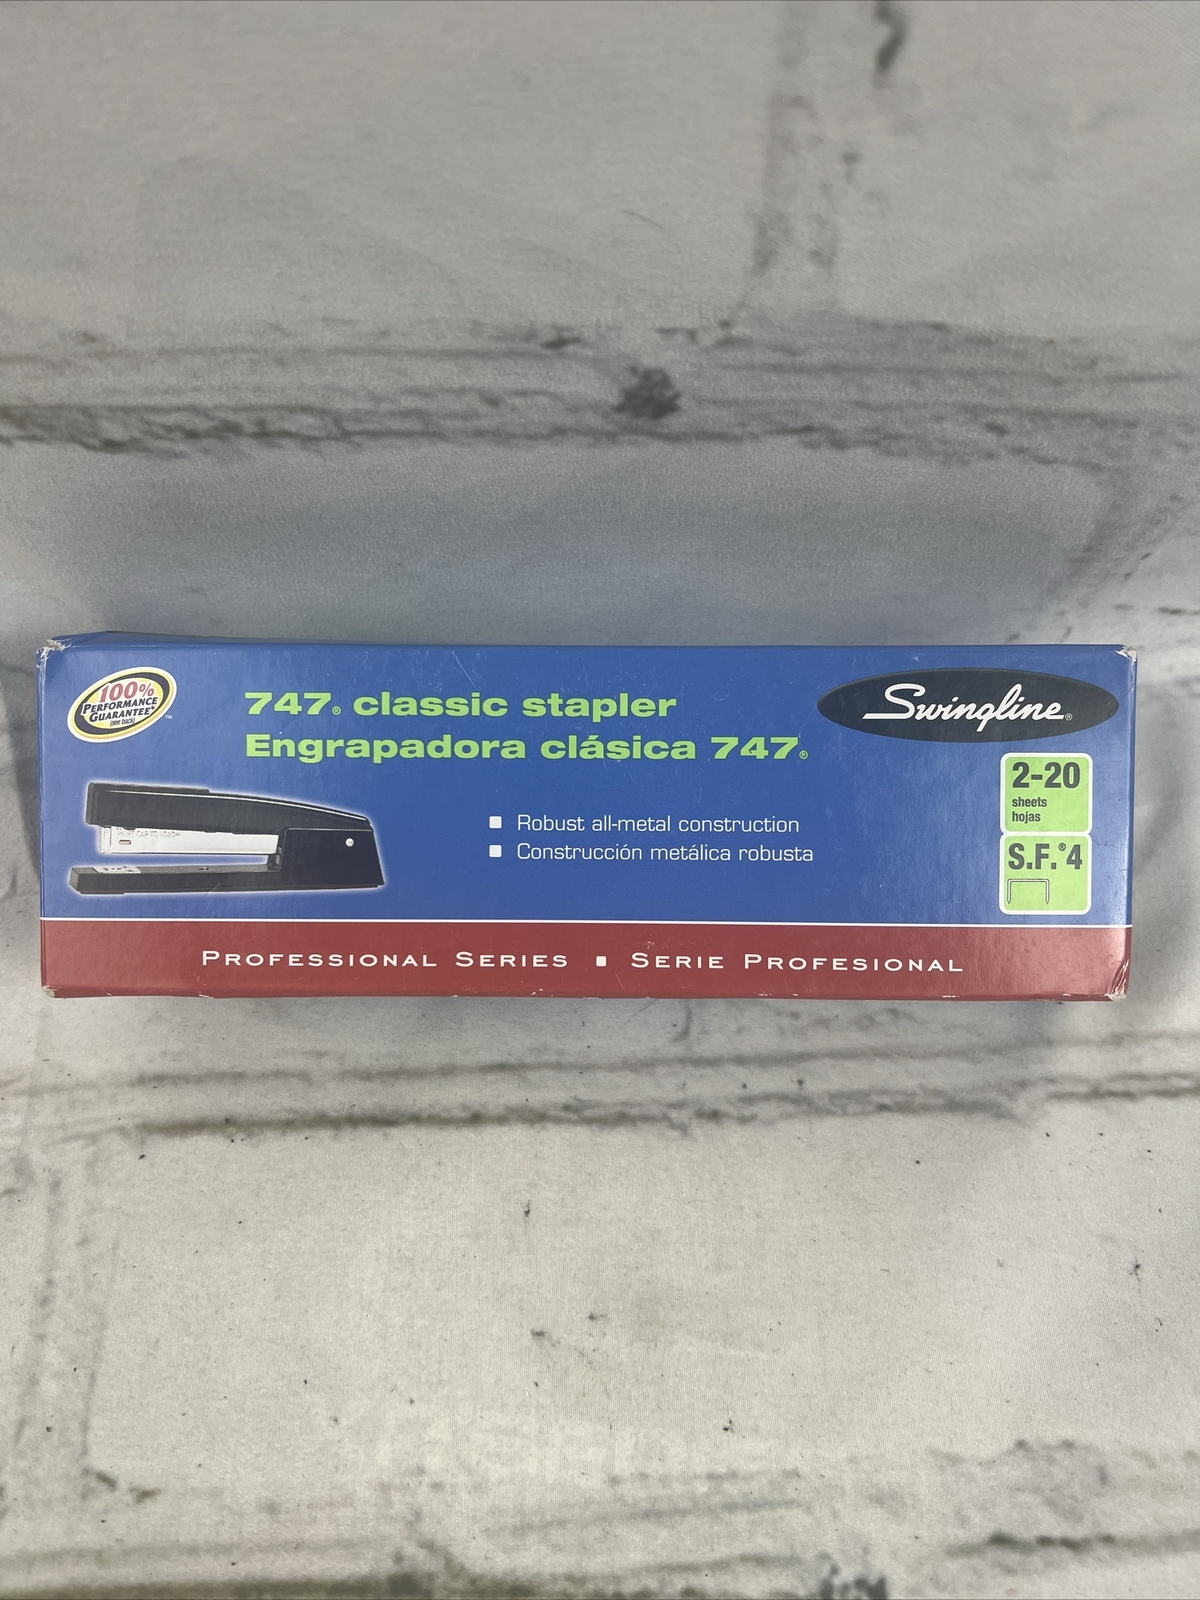 100%
PERFORMANCE
GUARANTEE*
(see back)
™
747® classic stapler
Engrapadora clásica 747®
Swingline®
2-20
sheets
hojas
S.F.®4
Robust all-metal construction
Construcción metálica robusta
PROFESSIONAL SERIES ■ SERIE PROFESIONAL